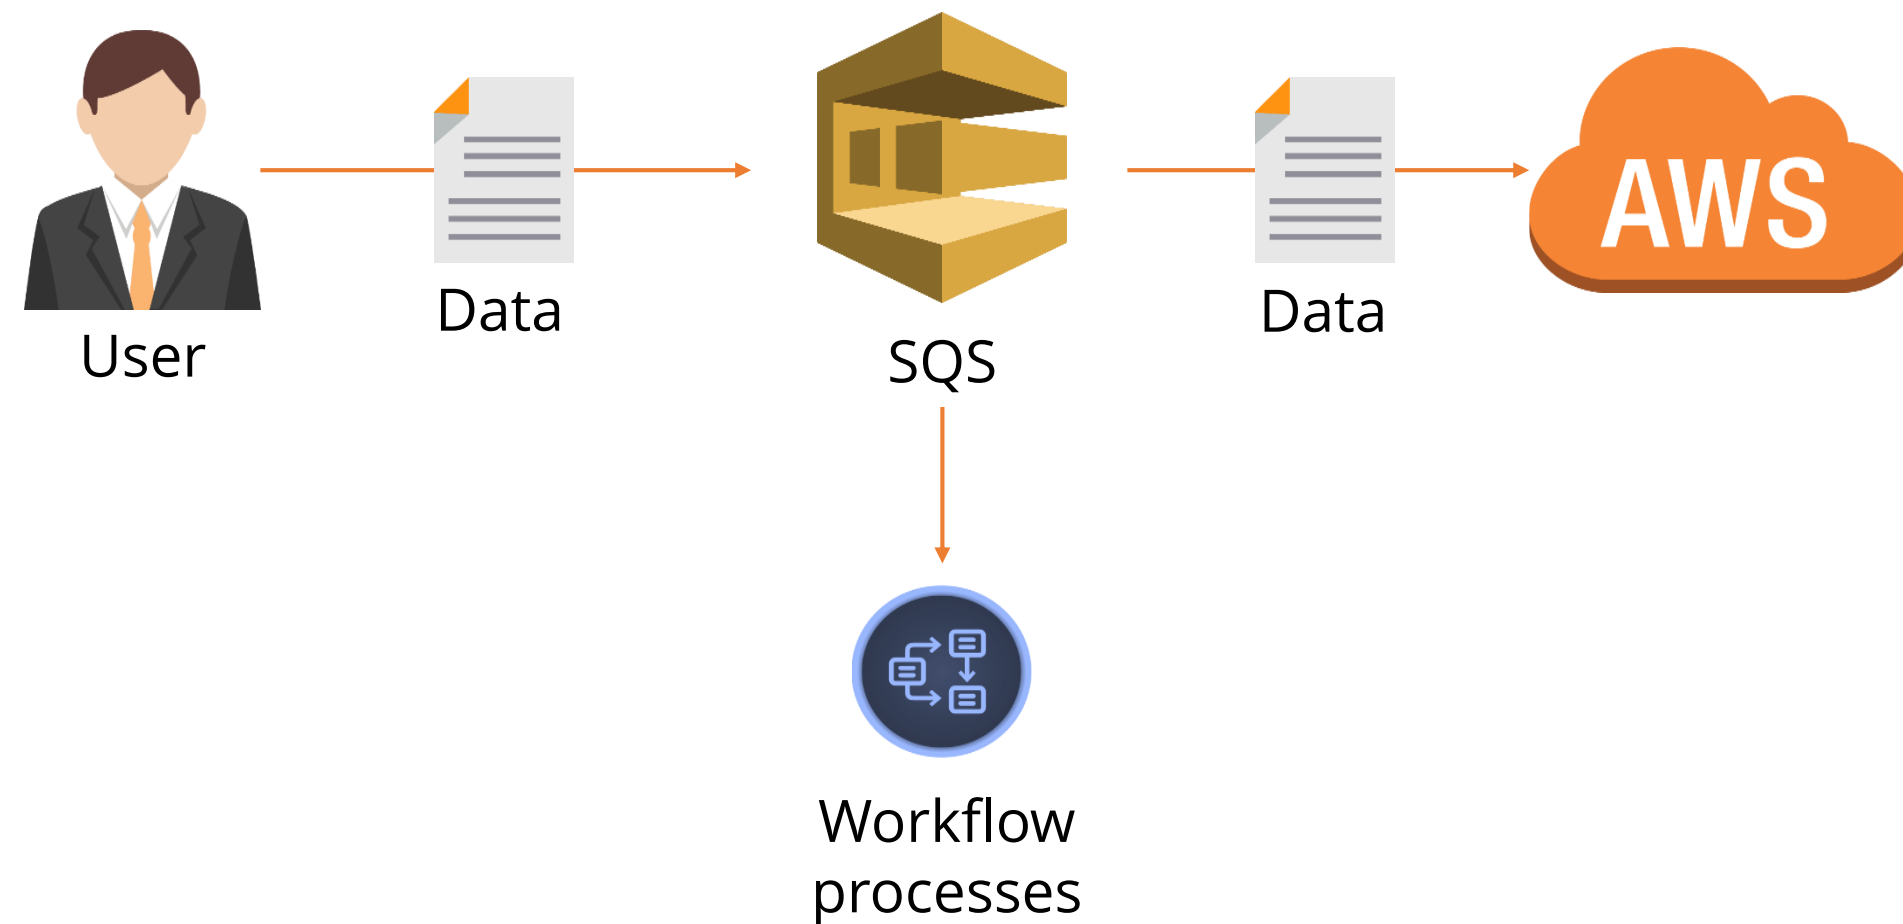 AWS
Data
Data
User
SQS
Workflow
processes